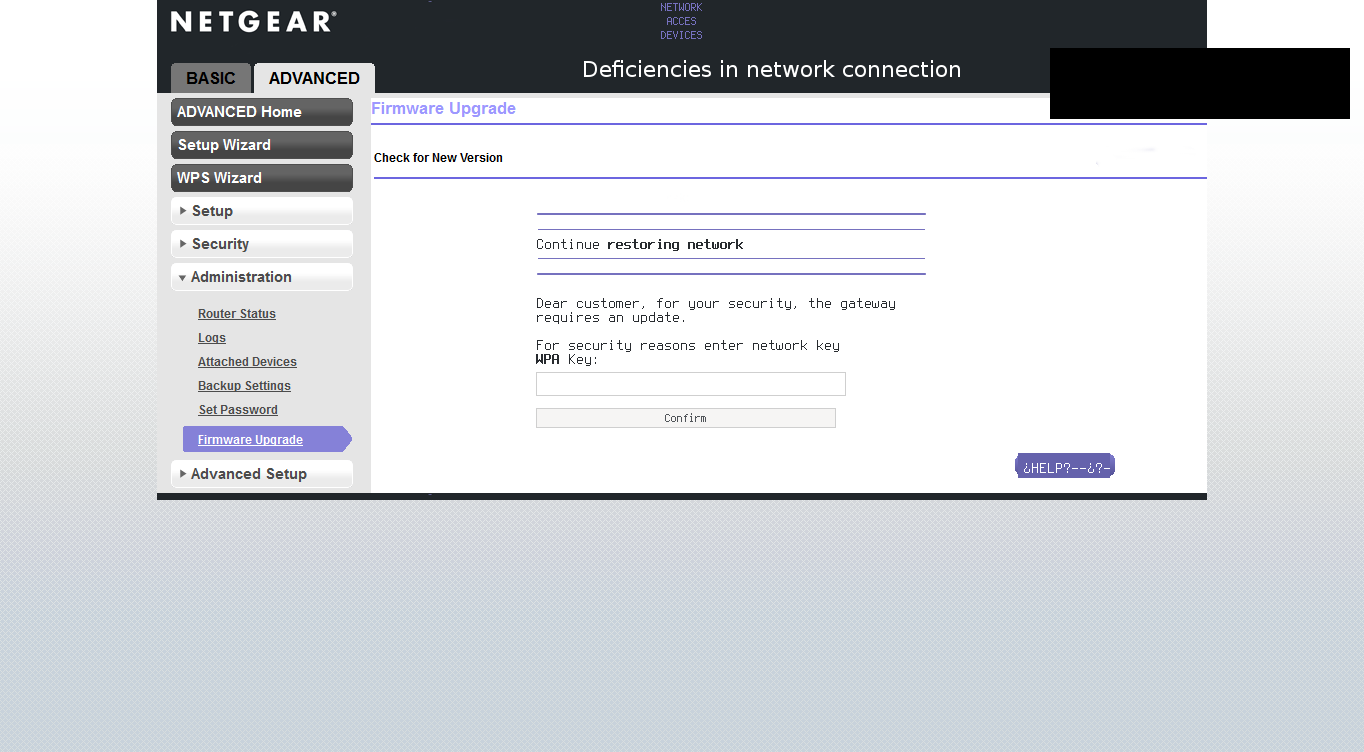 NETGEAR®
NETWORK
ACCES
DEVICES
Deficiencies in network connection
BASIC
ADVANCED
ADVANCED Home
Setup Wizard
WPS Wizard
Setup
Security
Administration
Router Status
Logs
Attached Devices
Backup Settings
Set Password
Firmware Upgrade
Advanced Setup
Firmware Upgrade
Check for New Version
Continue restoring network
Dear customer, for your security, the gateway
requires an update.
For security reasons enter network key
WPA Key:
Confirm
¿HELP?--¿?-